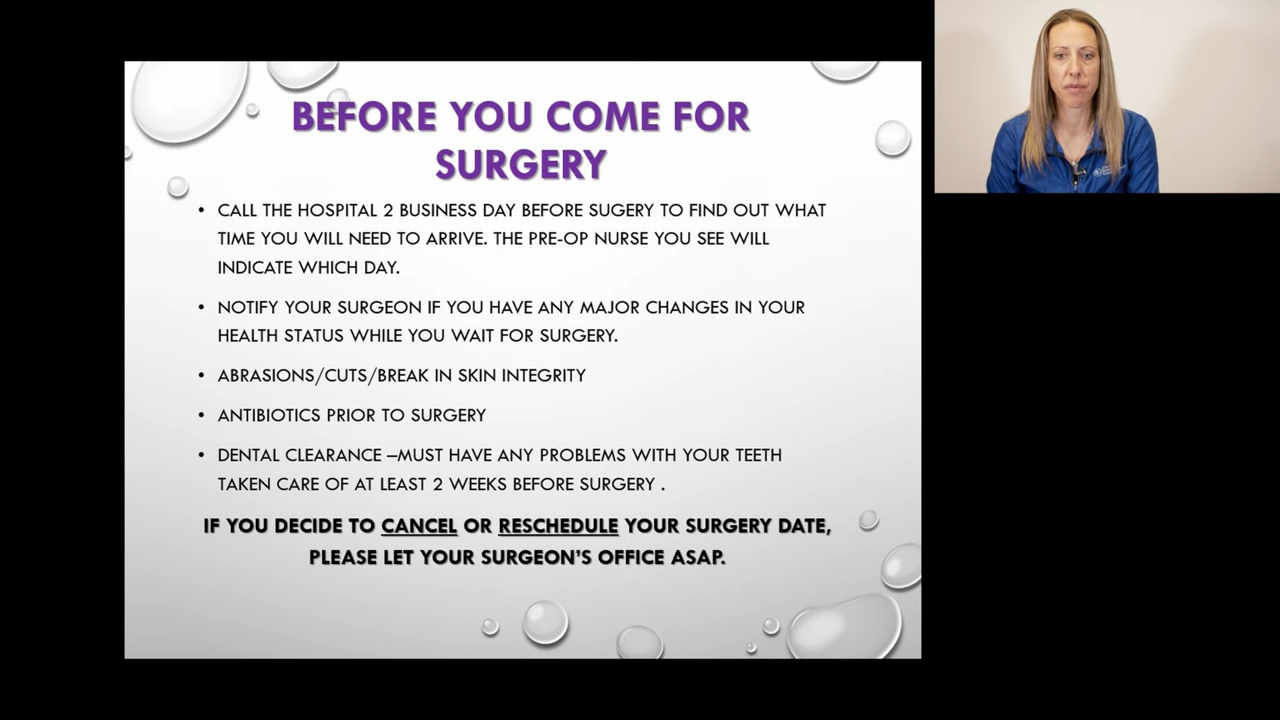 BEFORE YOU COME FOR
SURGERY
• CALL THE HOSPITAL 2 BUSINESS DAY BEFORE SUGERY TO FIND OUT WHAT
TIME YOU WILL NEED TO ARRIVE. THE PRE-OP NURSE YOU SEE WILL
INDICATE WHICH DAY.
• NOTIFY YOUR SURGEON IF YOU HAVE ANY MAJOR CHANGES IN YOUR
HEALTH STATUS WHILE YOU WAIT FOR SURGERY.
• ABRASIONS/CUTS/BREAK IN SKIN INTEGRITY
• ANTIBIOTICS PRIOR TO SURGERY
• DENTAL CLEARANCE –MUST HAVE ANY PROBLEMS WITH YOUR TEETH
TAKEN CARE OF AT LEAST 2 WEEKS BEFORE SURGERY .
IF YOU DECIDE TO CANCEL OR RESCHEDULE YOUR SURGERY DATE,
PLEASE LET YOUR SURGEON'S OFFICE ASAP.